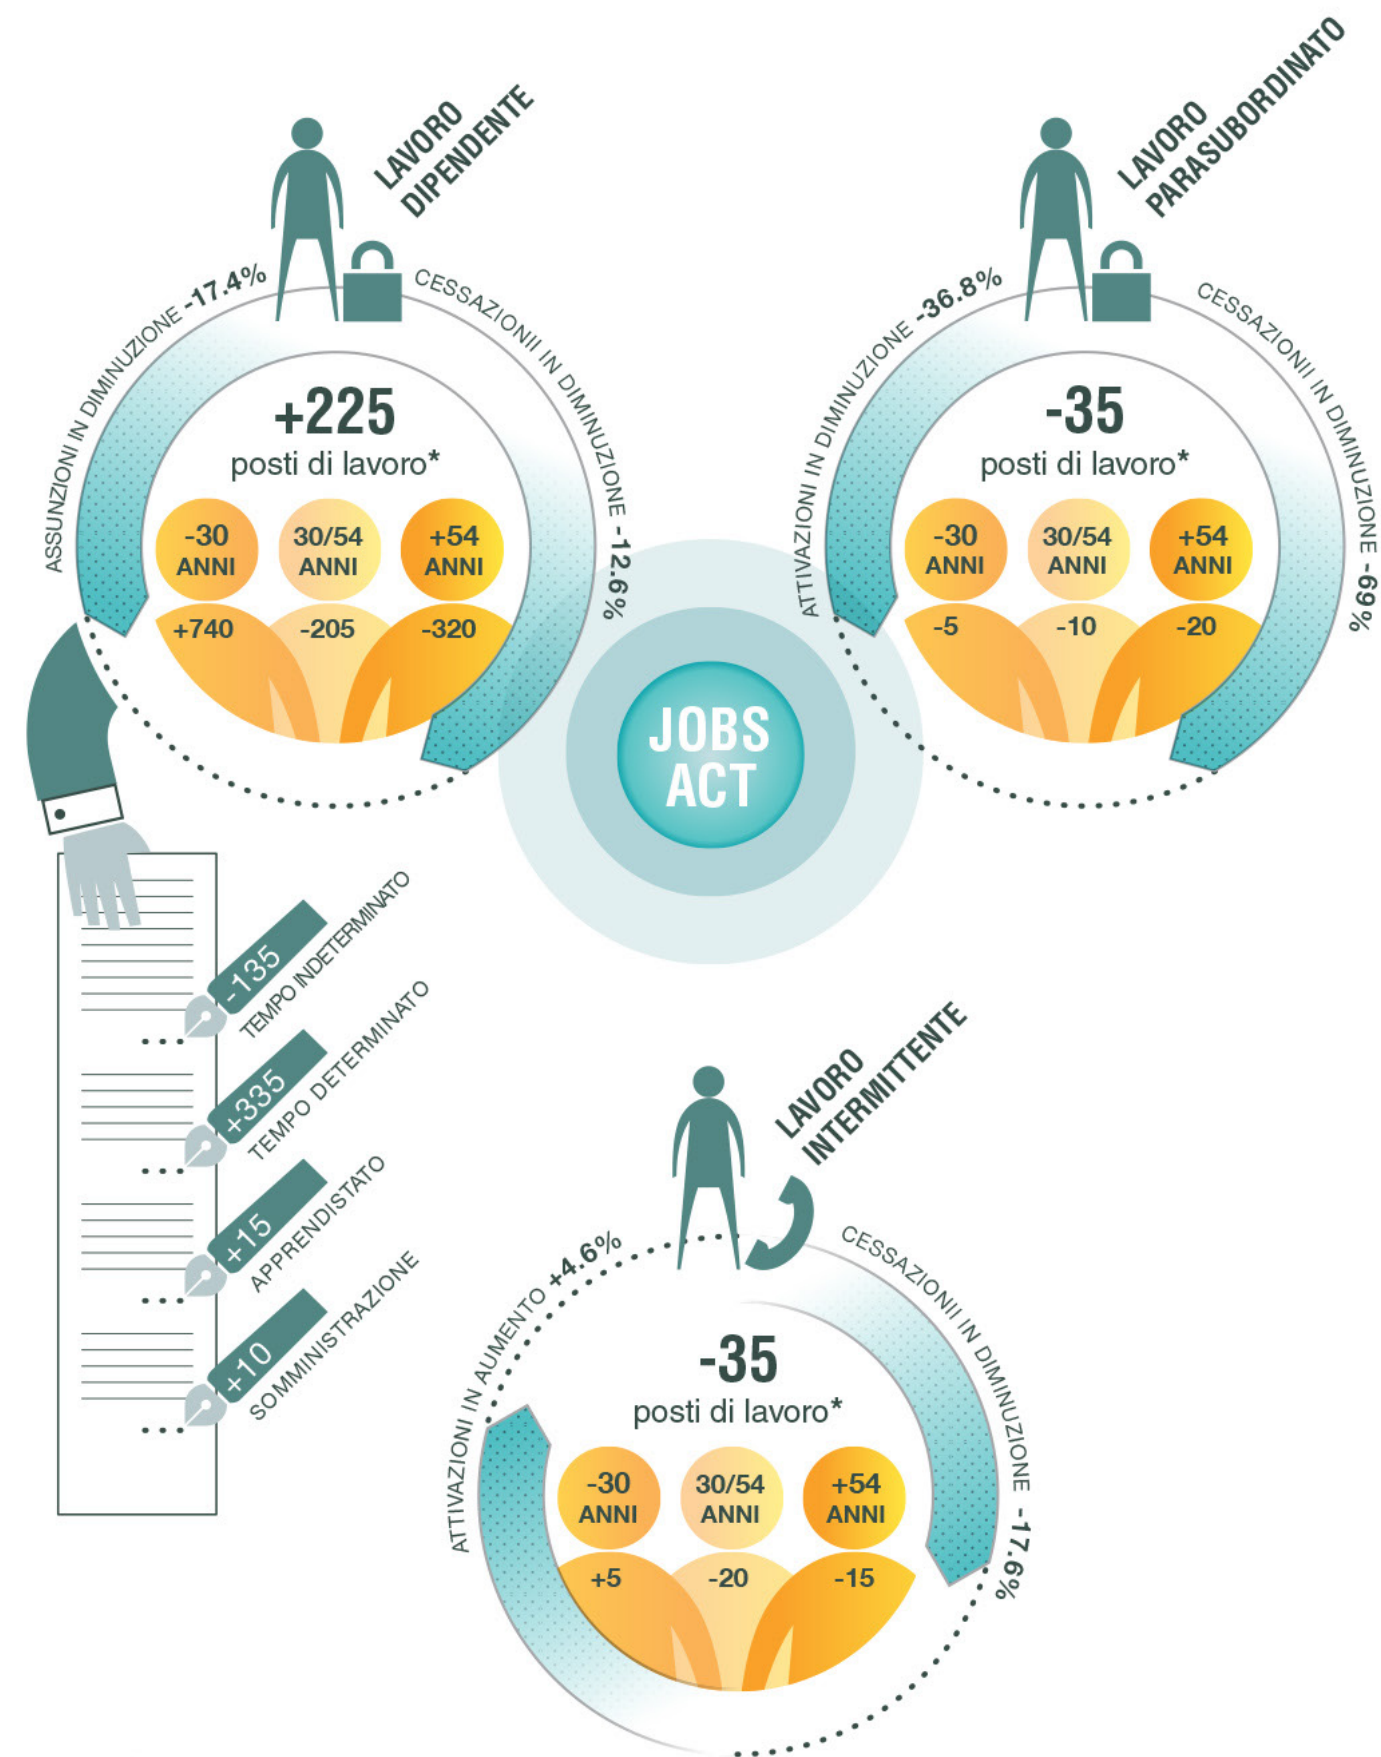 LAVORO
DIPENDENTE
ASSUNZIONI IN DIMINUZIONE -17.4%
CESSAZIONII IN DIMINUZIONE -12.6%
+225
posti di lavoro*
-30
ANNI
30/54
ANNI
+54
ANNI
+740
-205
-320
LAVORO
PARASUBORDINATO
ATTIVAZIONI IN DIMINUZIONE -36.8%
CESSAZIONII IN DIMINUZIONE -69%
-35
posti di lavoro*
-30
ANNI
30/54
ANNI
+54
ANNI
-5
-10
-20
JOBS
ACT
-135
TEMPO INDETERMINATO
+335
TEMPO DETERMINATO
+15
APPRENDISTATO
+10
SOMMINISTRAZIONE
LAVORO
INTERMITTENTE
ATTIVAZIONI IN AUMENTO +4.6%
CESSAZIONII IN DIMINUZIONE -17.6%
-35
posti di lavoro*
-30
ANNI
30/54
ANNI
+54
ANNI
+5
-20
-15